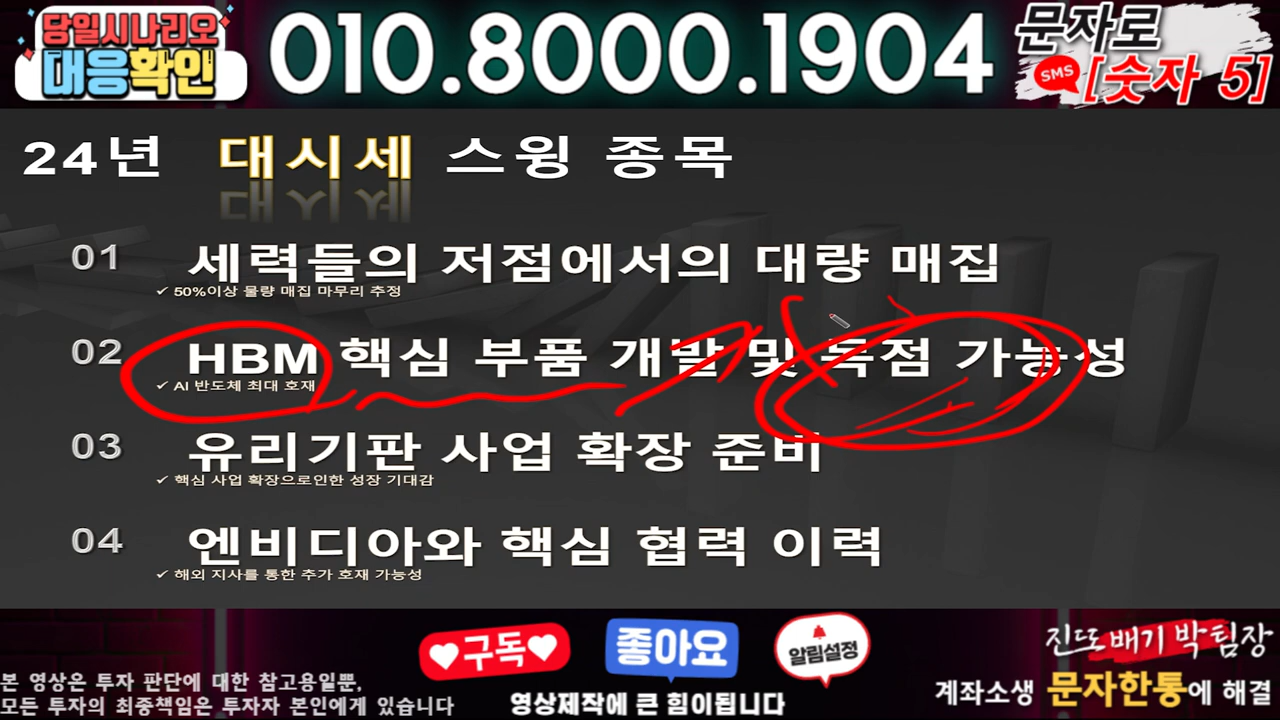 당일시나리오
대응확인
010.8000.1904
문자로
SMS
[숫자 5]
24년 대시세 스윙 종목
01 세력들의 저점에서의 대량 매집
✓ 50%이상 물량 매집 마무리 추정
02 HBM 핵심 부품 개발 및 독점 가능성
✓ AI 반도체 최대 호재
03 유리기판 사업 확장 준비
✓ 핵심 사업 확장으로인한 성장 기대감
04 엔비디아와 핵심 협력 이력
✓ 해외 지사를 통한 추가 호재 가능성
구독
좋아요
알림설정
영상제작에 큰 힘이됩니다
본 영상은 투자 판단에 대한 참고용일뿐,
모든 투자의 최종책임은 투자자 본인에게 있습니다
진또배기 박팀장
계좌소생 문자한통에 해결